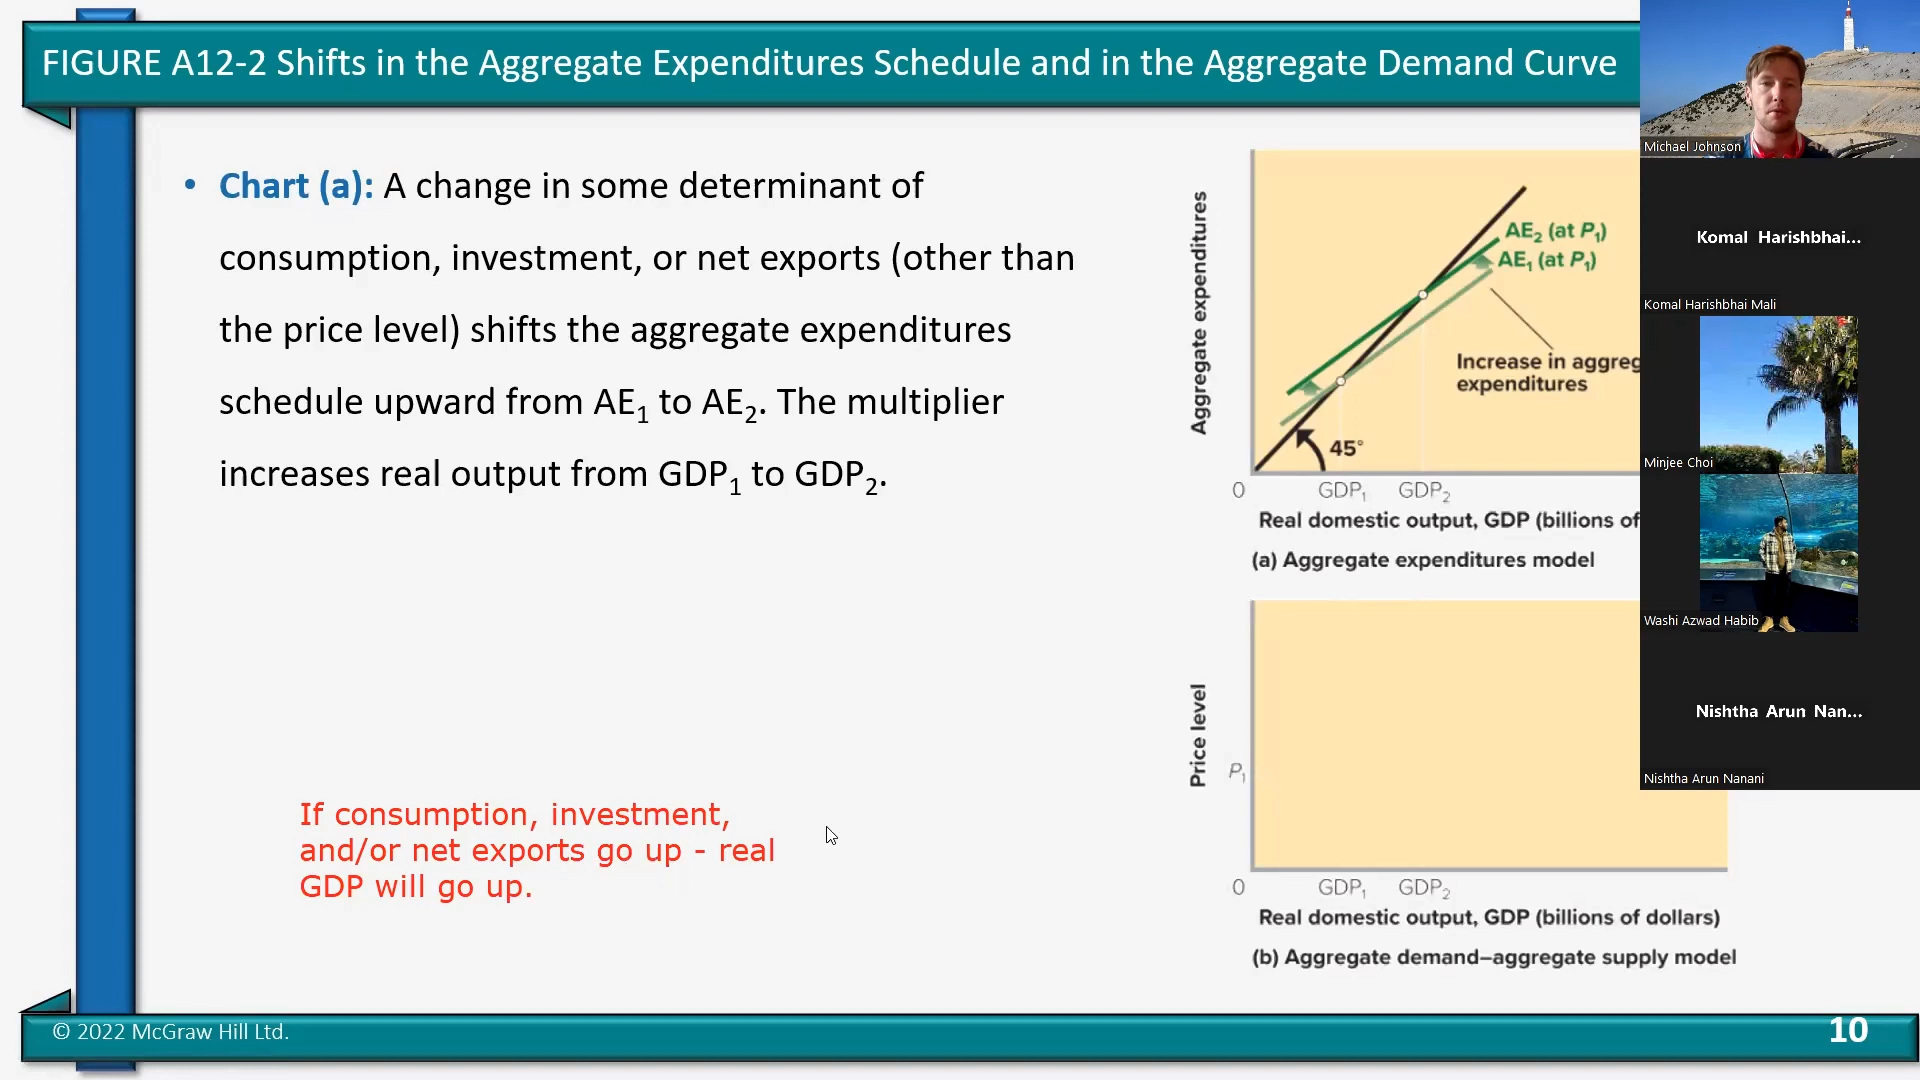 FIGURE A12-2 Shifts in the Aggregate Expenditures Schedule and in the Aggregate Demand Curve
• Chart (a): A change in some determinant of
consumption, investment, or net exports (other than
the price level) shifts the aggregate expenditures
schedule upward from AE₁ to AE₂. The multiplier
increases real output from GDP₁ to GDP₂.
If consumption, investment,
and/or net exports go up - real
GDP will go up.
Aggregate expenditures
AE₂ (at P₁)
AE₁ (at P₁)
Increase in aggreg
expenditures
45°
0
GDP₁
GDP₂
Real domestic output, GDP (billions of
(a) Aggregate expenditures model
Price level
P₁
0
GDP₁
GDP₂
Real domestic output, GDP (billions of dollars)
(b) Aggregate demand–aggregate supply model
Michael Johnson
Komal Harishbhai...
Komal Harishbhai Mali
Minjee Choi
Washi Azwad Habib
Nishtha Arun Nan...
Nishtha Arun Nanani
© 2022 McGraw Hill Ltd.
10